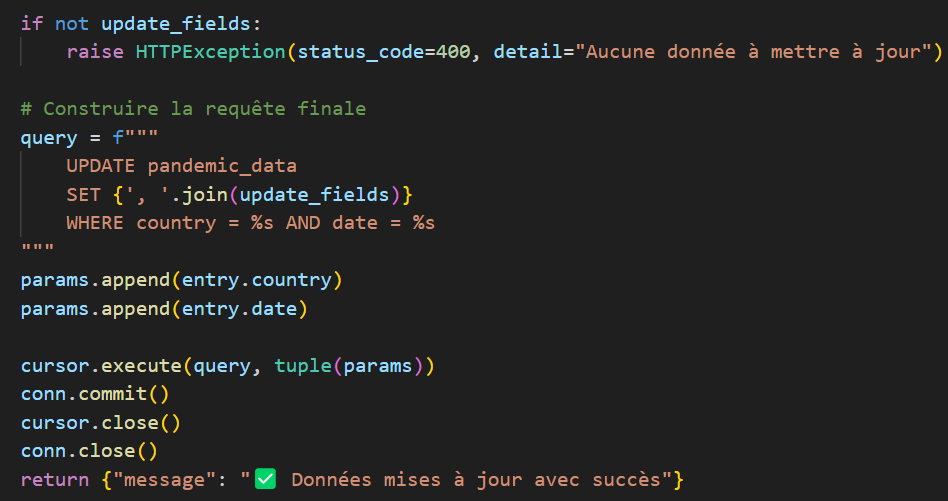 if not update_fields:
    raise HTTPException(status_code=400, detail="Aucune donnée à mettre à jour")

# Construire la requête finale
query = f"""
    UPDATE pandemic_data
    SET {', '.join(update_fields)}
    WHERE country = %s AND date = %s
"""
params.append(entry.country)
params.append(entry.date)

cursor.execute(query, tuple(params))
conn.commit()
cursor.close()
conn.close()
return {"message": "✅ Données mises à jour avec succès"}